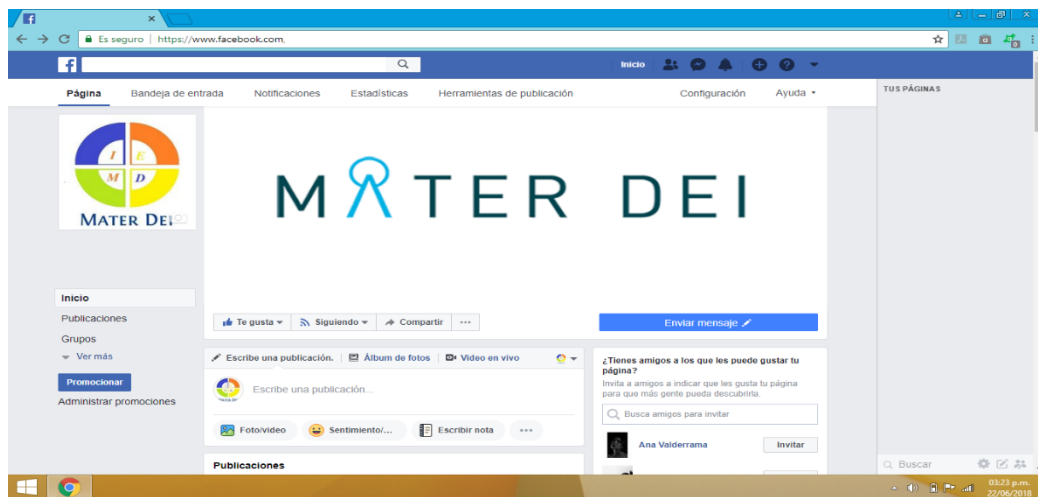 Es seguro | https://www.facebook.com,
Inicio
Página Bandeja de entrada Notificaciones Estadísticas Herramientas de publicación Configuración Ayuda
TUS PÁGINAS
I E
M D
MATER DEI
MATER DEI
Inicio
Publicaciones
Grupos
Ver más
Promocionar
Administrar promociones
Te gusta Siguiendo Compartir ...
Enviar mensaje
Escribe una publicación. Álbum de fotos Video en vivo
Escribe una publicación...
Foto/video Sentimiento/... Escribir nota ...
Publicaciones
¿Tienes amigos a los que les puede gustar tu
página?
Invita a amigos a indicar que les gusta tu página
para que más gente pueda descubrirla.
Busca amigos para invitar
Ana Valderrama Invitar
Buscar
03:23 p.m.
22/06/2018